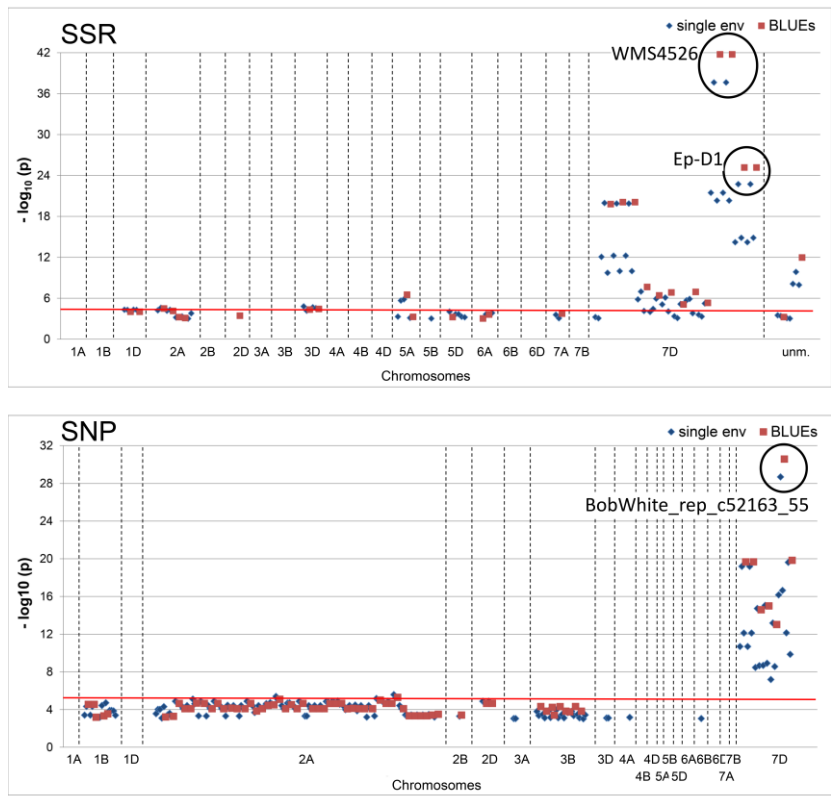 SSR
single env BLUEs
42
36
30
24
18
12
6
0
- log₁₀ (p)
WMS4526
Ep-D1
1A 1B 1D 2A 2B 2D 3A 3B 3D 4A 4B 4D 5A 5B 5D 6A 6B 6D 7A 7B 7D unm.
Chromosomes
SNP
single env BLUEs
32
28
24
20
16
12
8
4
0
- log10 (p)
BobWhite_rep_c52163_55
1A 1B 1D 2A 2B 2D 3A 3B 3D 4A 4D 5B 6A 6B 6D 7B 7D
4B 5A 5D 7A
Chromosomes